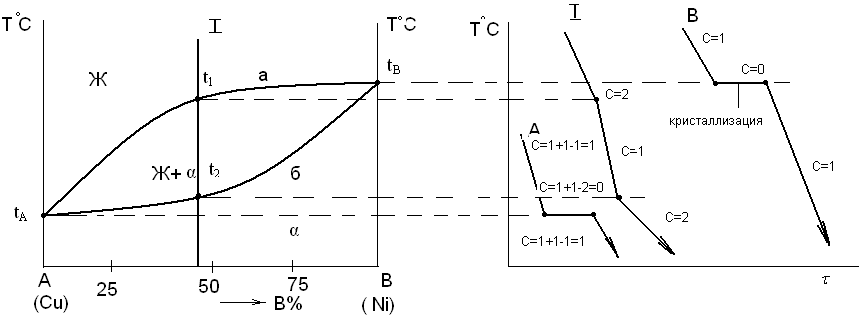 T°C
I
T°C
Ж
t1
а
tB
Ж+ α
t2
б
tA
α
A
(Cu)
25
50
75
B
( Ni)
B%
T°C
I
B
C=1
C=0
C=2
кристаллизация
A
C=1+1-1=1
C=1
C=1
C=1+1-2=0
C=2
C=1+1-1=1
τ